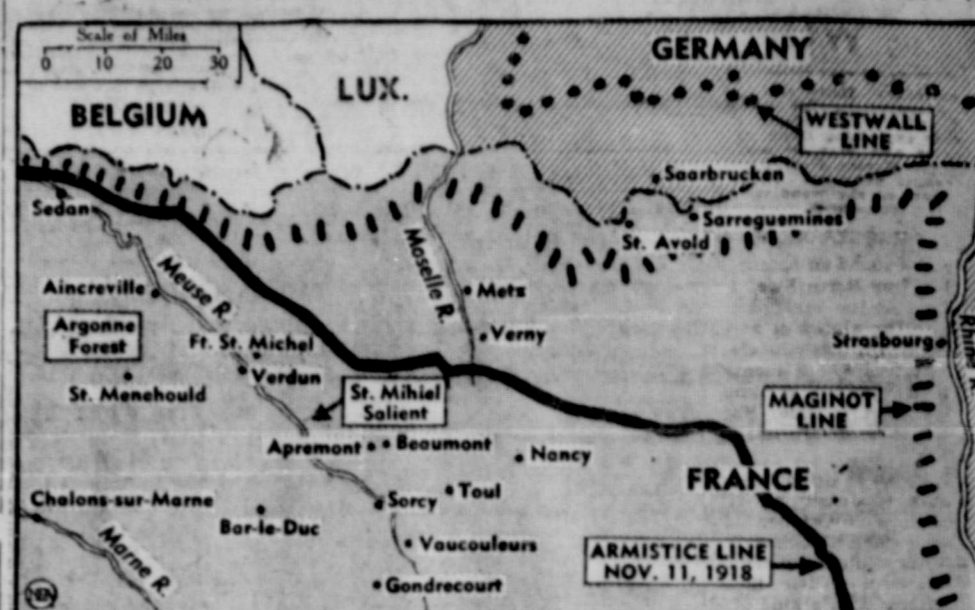 Scale of Miles
0 10 20 30
GERMANY
LUX.
BELGIUM
WESTWALL
LINE
Saarbrucken
Sedan
Sarreguemines
St. Avold
Moselle R.
Meuse R.
Aincreville
Metz
Argonne
Forest
Ft. St. Michel
Verny
Strasbourg
Verdun
St. Menehould
St. Mihiel
Salient
MAGINOT
LINE
Apremont
Beaumont
Nancy
FRANCE
Chalons-sur-Marne
Sorcy
Toul
Bar-le-Duc
Marne R.
Vaucouleurs
ARMISTICE LINE
NOV. 11, 1918
Gondrecourt
NEA